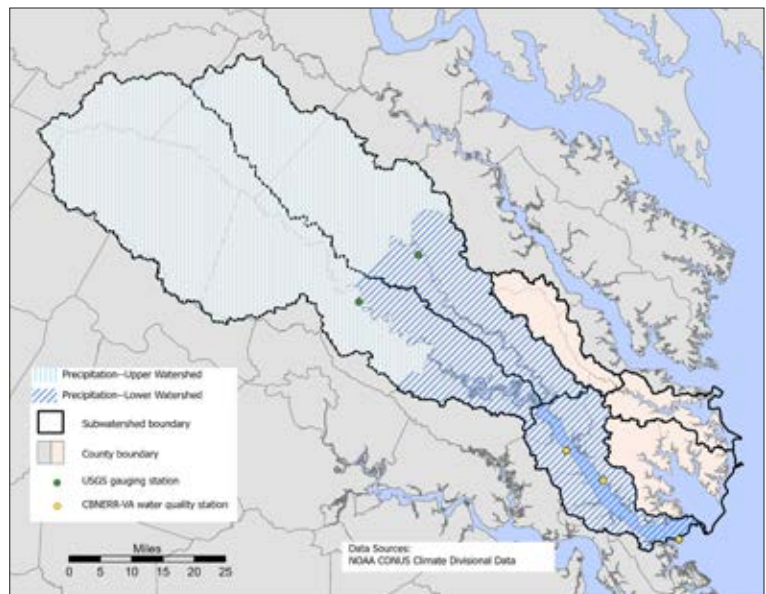 Precipitation--Upper Watershed
Precipitation--Lower Watershed
Subwatershed boundary
County boundary
USGS gauging station
CBNERR-VA water quality station
Miles
0 5 10 15 20 25
Data Sources:
NOAA CONUS Climate Divisional Data